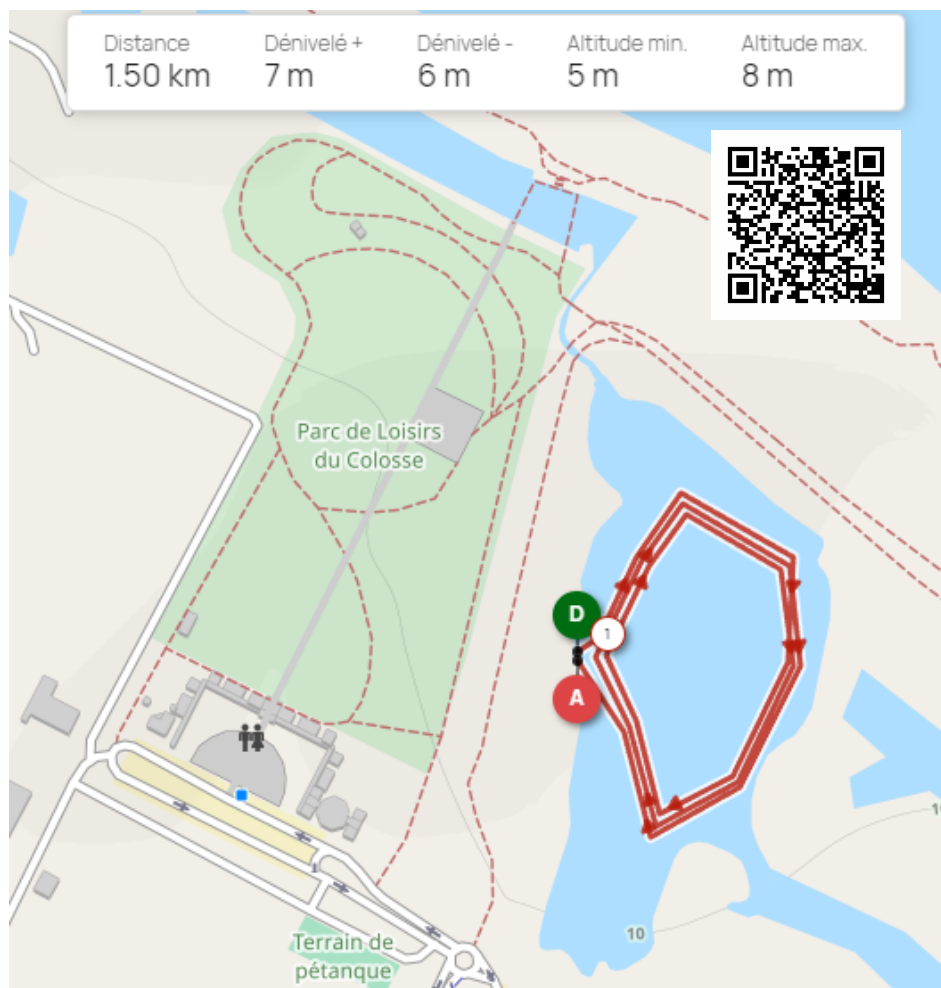 Distance
1.50 km
Dénivelé +
7 m
Dénivelé -
6 m
Altitude min.
5 m
Altitude max.
8 m
Parc de Loisirs
du Colosse
D
1
A
10
10
Terrain de
pétanque